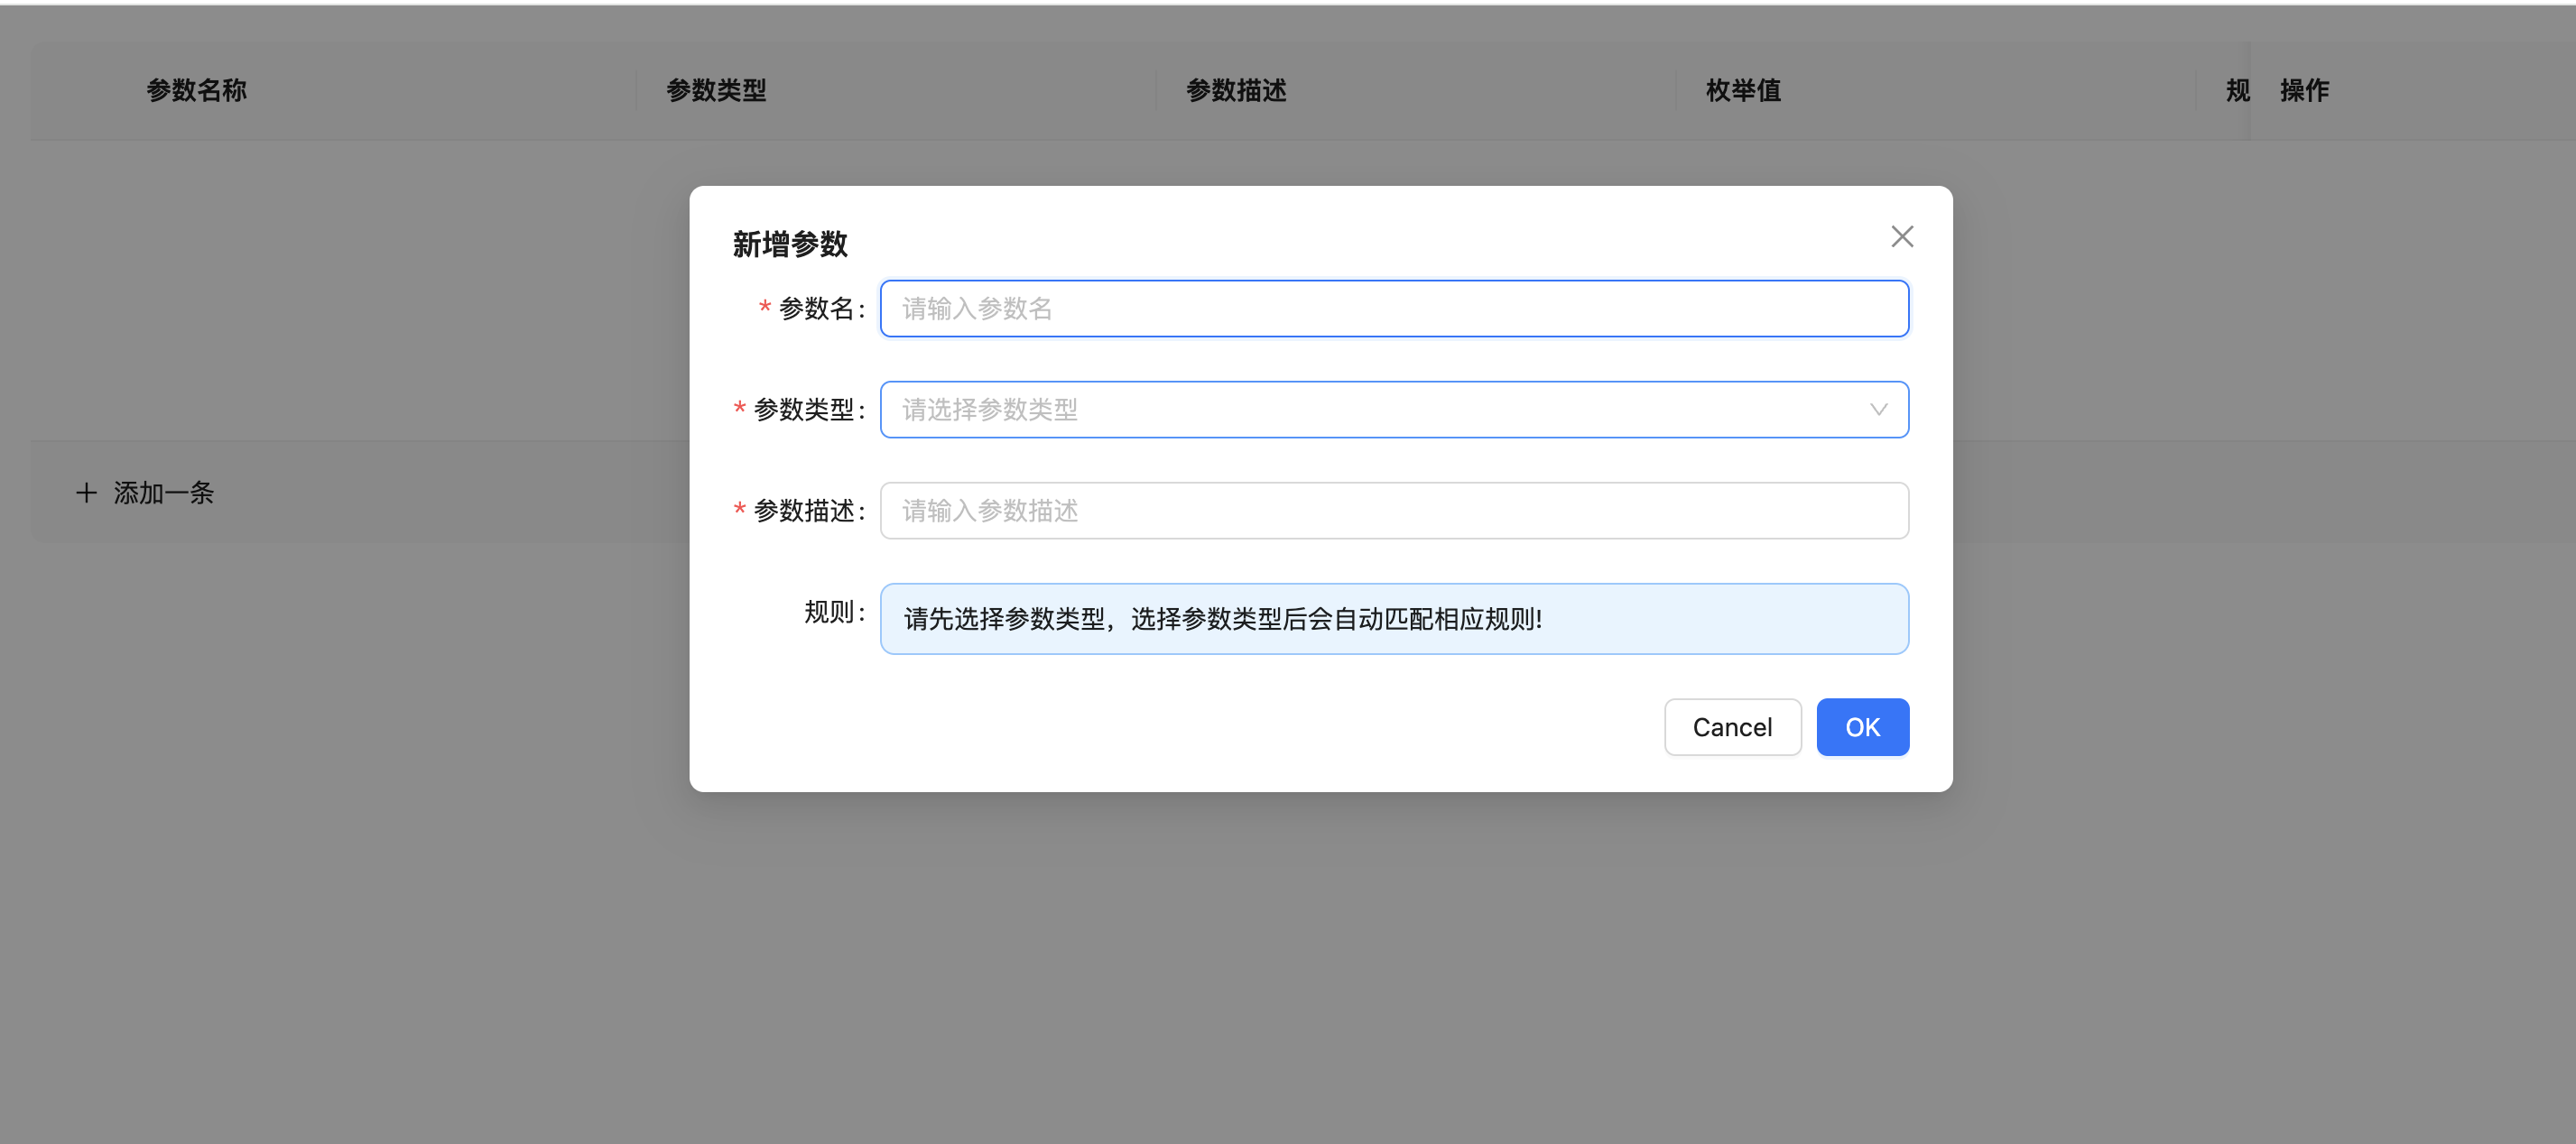 参数名称 参数类型 参数描述 枚举值 规 操作
新增参数
* 参数名: 请输入参数名
* 参数类型: 请选择参数类型
+ 添加一条
* 参数描述: 请输入参数描述
规则: 请先选择参数类型，选择参数类型后会自动匹配相应规则!
Cancel OK